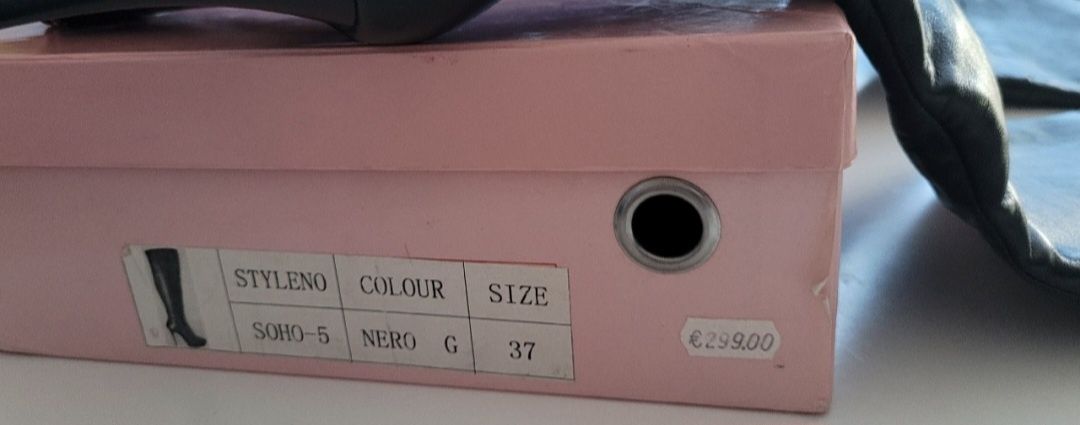 STYLENO COLOUR SIZE
SOHO-5 NERO G 37
€299.00